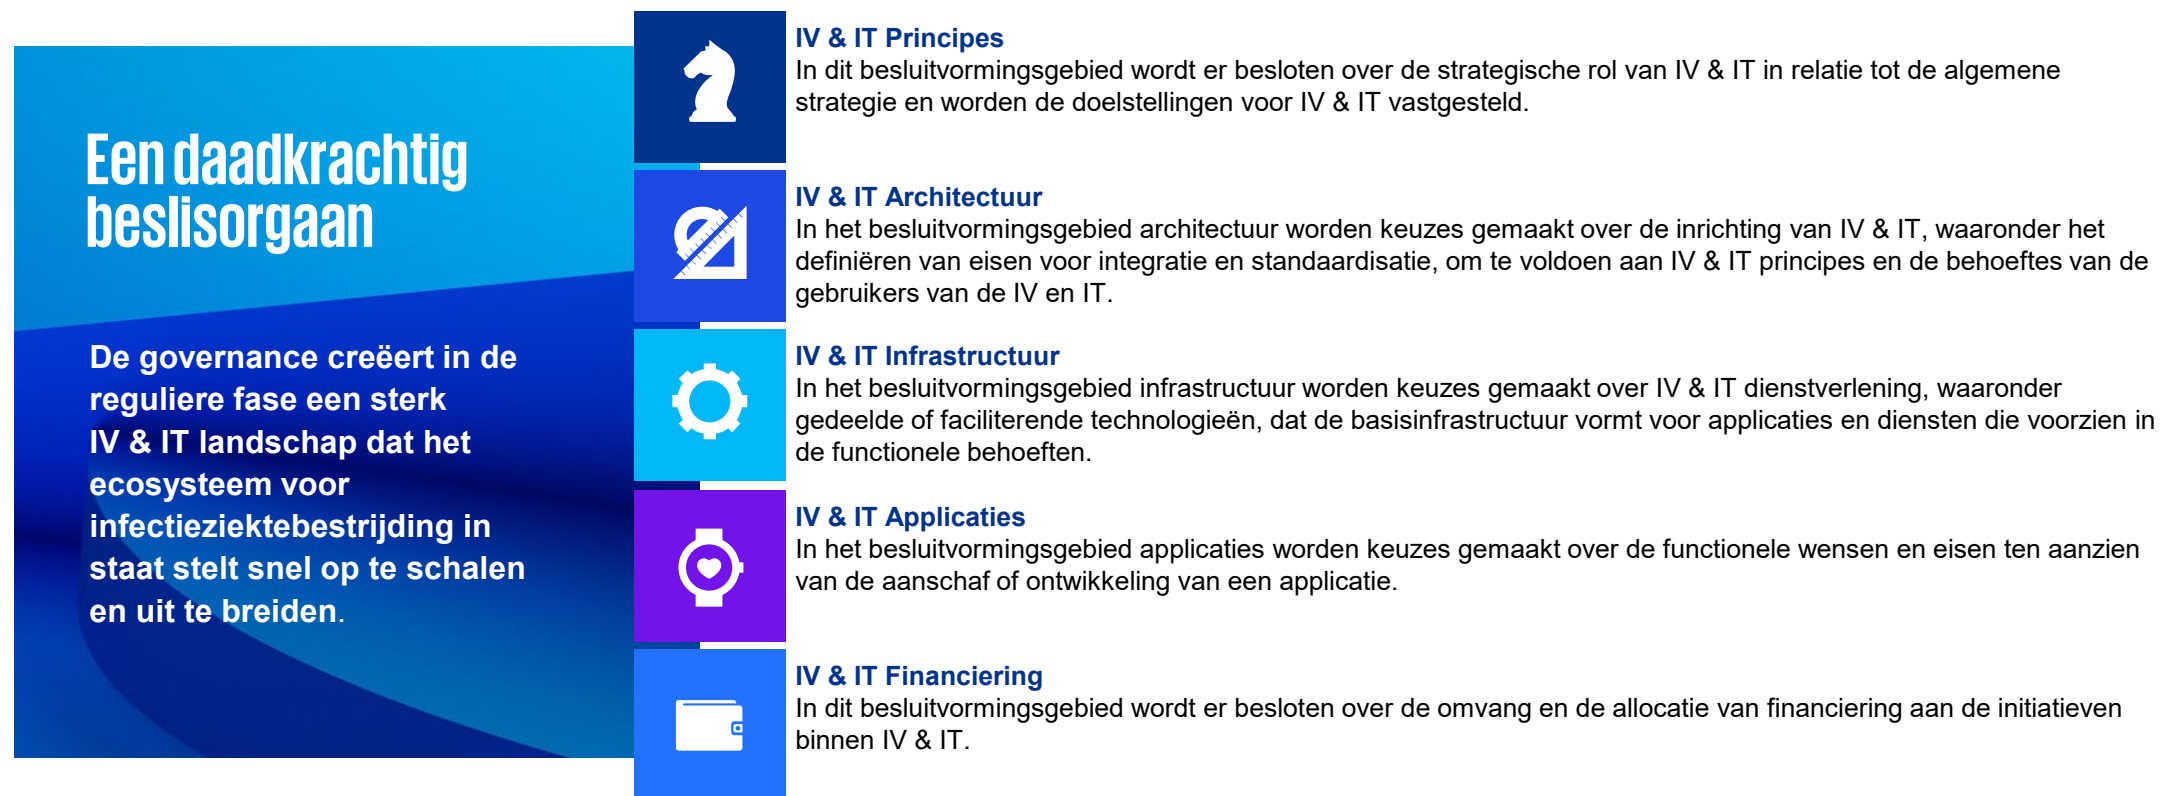 Een daadkrachtig
beslisorgaan
De governance creëert in de
reguliere fase een sterk
IV & IT landschap dat het
ecosysteem voor
infectieziektebestrijding in
staat stelt snel op te schalen
en uit te breiden.
IV & IT Principes
In dit besluitvormingsgebied wordt er besloten over de strategische rol van IV & IT in relatie tot de algemene
strategie en worden de doelstellingen voor IV & IT vastgesteld.
IV & IT Architectuur
In het besluitvormingsgebied architectuur worden keuzes gemaakt over de inrichting van IV & IT, waaronder het
definiëren van eisen voor integratie en standaardisatie, om te voldoen aan IV & IT principes en de behoeftes van de
gebruikers van de IV en IT.
IV & IT Infrastructuur
In het besluitvormingsgebied infrastructuur worden keuzes gemaakt over IV & IT dienstverlening, waaronder
gedeelde of faciliterende technologieën, dat de basisinfrastructuur vormt voor applicaties en diensten die voorzien in
de functionele behoeften.
IV & IT Applicaties
In het besluitvormingsgebied applicaties worden keuzes gemaakt over de functionele wensen en eisen ten aanzien
van de aanschaf of ontwikkeling van een applicatie.
IV & IT Financiering
In dit besluitvormingsgebied wordt er besloten over de omvang en de allocatie van financiering aan de initiatieven
binnen IV & IT.